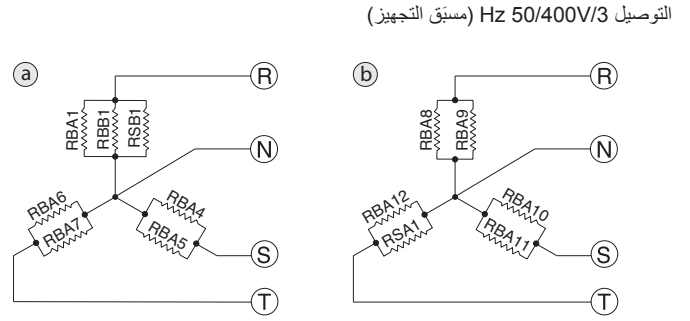 التوصيل 3/400V/50 Hz (مسبَق التجهيز)
a
R
RBA1
RBB1
RSB1
N
RBA6
RBA7
RBA4
RBA5
S
T
b
R
RBA8
RBA9
N
RBA12
RSA1
RBA10
RBA11
S
T